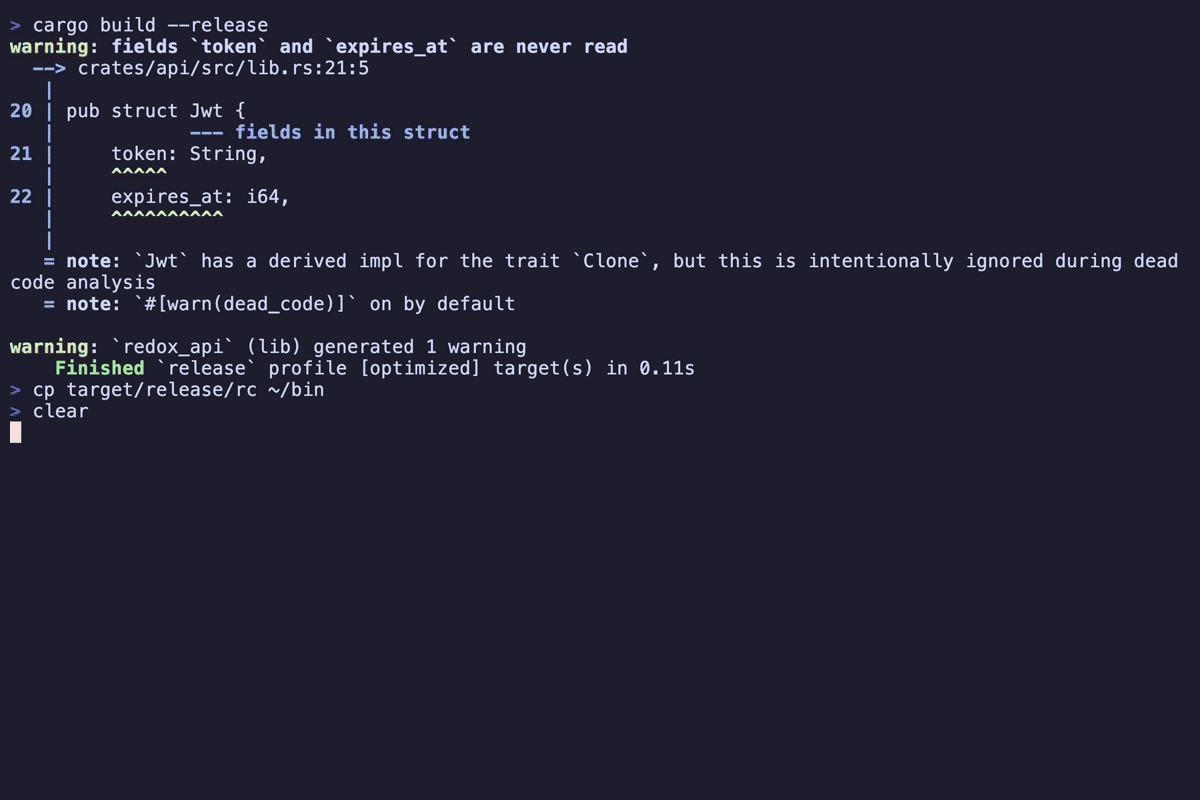 > cargo build --release
warning: fields `token` and `expires_at` are never read
  --> crates/api/src/lib.rs:21:5
   |
20 | pub struct Jwt {
   |            --- fields in this struct
21 |     token: String,
   |     ^^^^^
22 |     expires_at: i64,
   |     ^^^^^^^^^^
   |
   = note: `Jwt` has a derived impl for the trait `Clone`, but this is intentionally ignored during dead
code analysis
   = note: `#[warn(dead_code)]` on by default

warning: `redox_api` (lib) generated 1 warning
    Finished `release` profile [optimized] target(s) in 0.11s
> cp target/release/rc ~/bin
> clear